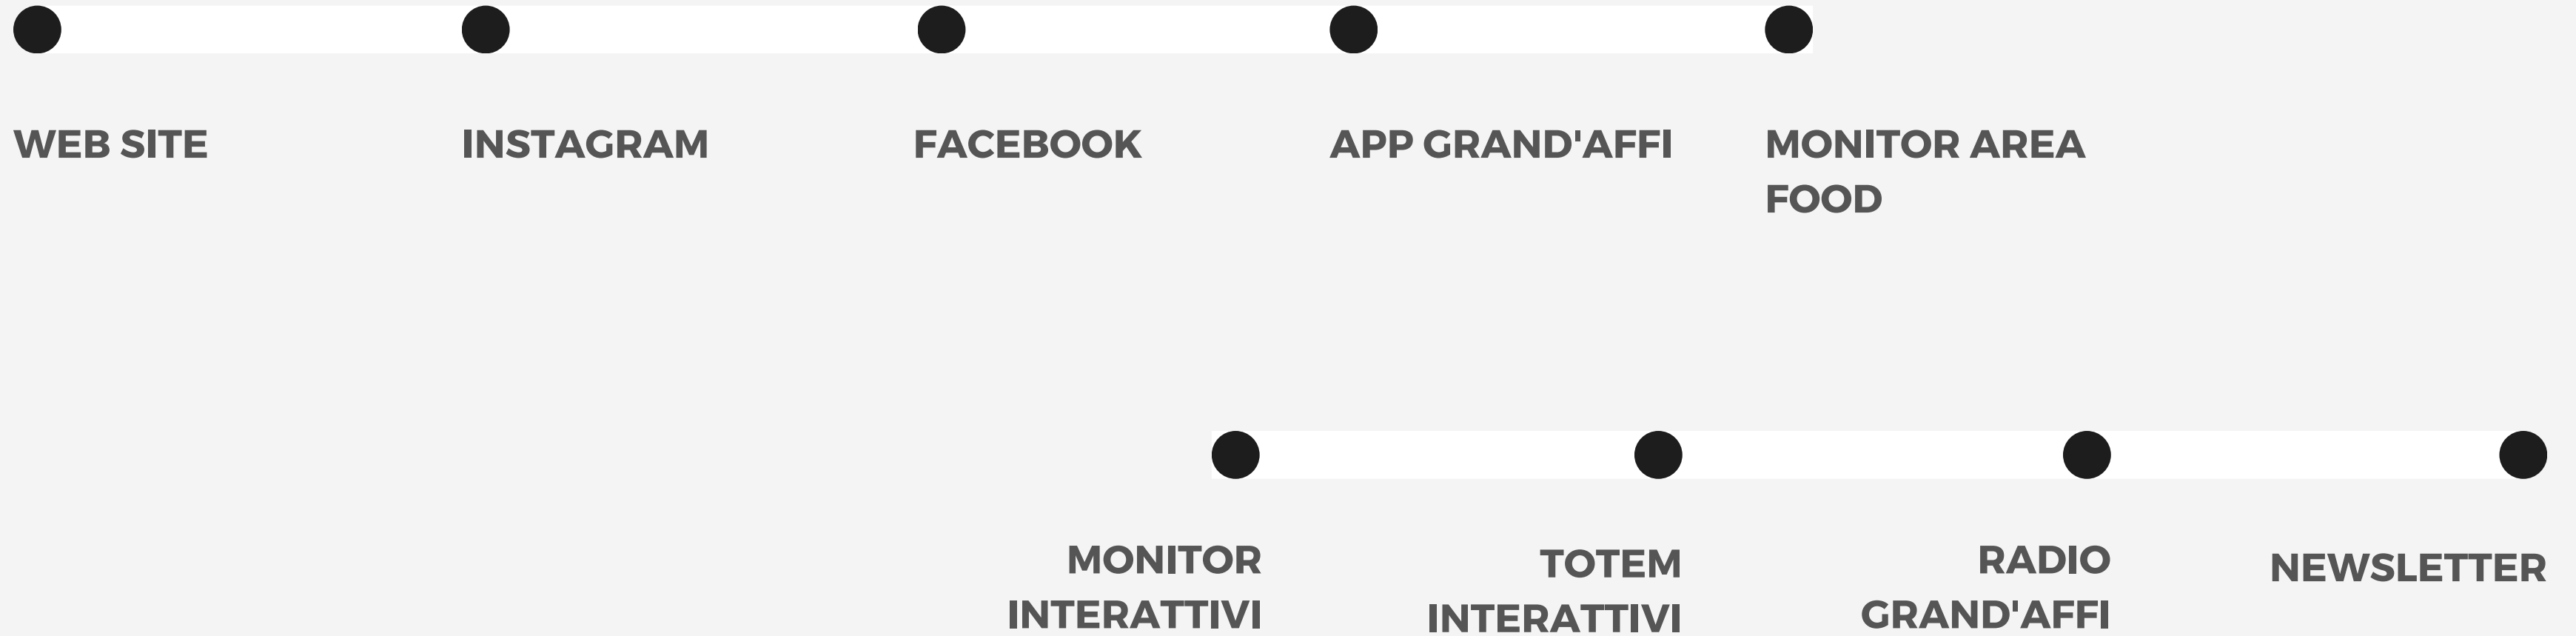 WEB SITE
INSTAGRAM
FACEBOOK
APP GRAND'AFFI
MONITOR AREA
FOOD
MONITOR
INTERATTIVI
TOTEM
INTERATTIVI
RADIO
GRAND'AFFI
NEWSLETTER